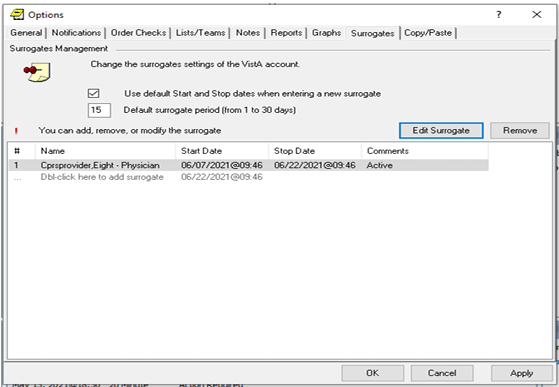 Options
General Notifications Order Checks Lists/Teams Notes Reports Graphs Surrogates Copy/Paste
Surrogates Management
Change the surrogates settings of the VistA account.
Use default Start and Stop dates when entering a new surrogate
15 Default surrogate period (from 1 to 30 days)
! You can add, remove, or modify the surrogate Edit Surrogate Remove
# Name Start Date Stop Date Comments
1 Cprsprovider,Eight - Physician 06/07/2021@09:46 06/22/2021@09:46 Active
... Dbl-click here to add surrogate 06/22/2021@09:46
OK Cancel Apply